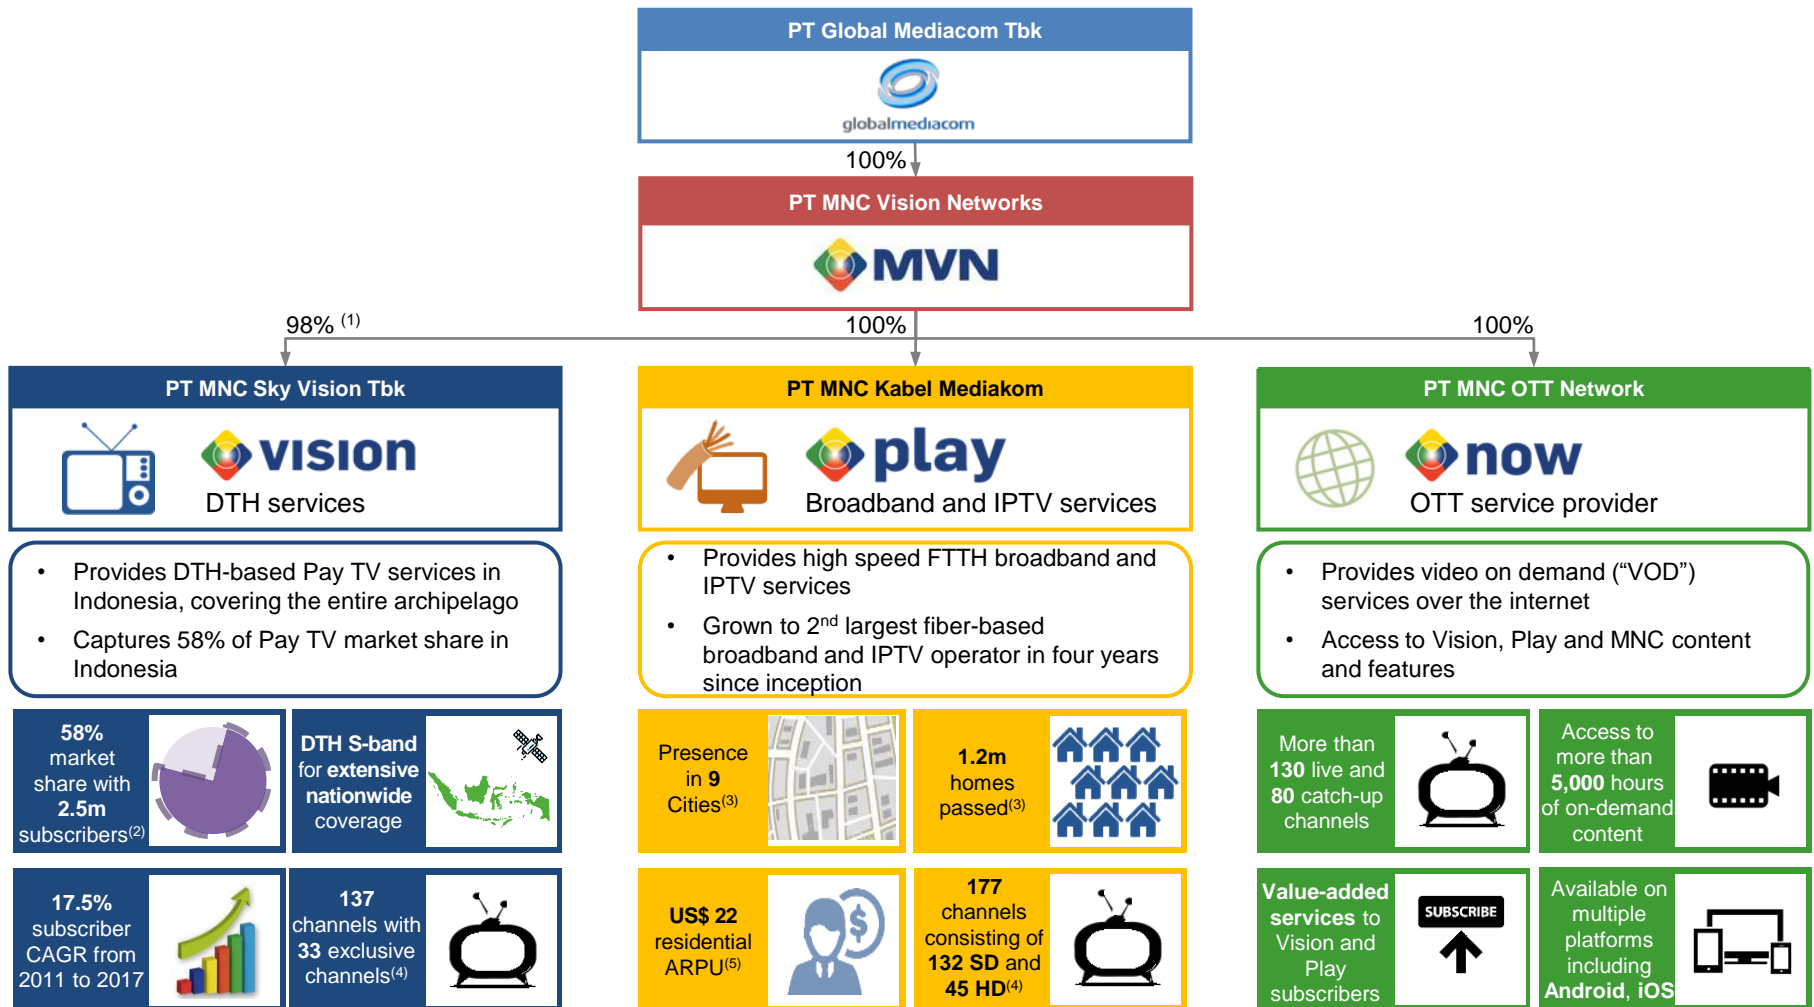 PT Global Mediacom Tbk
globalmediacom
100%
PT MNC Vision Networks
MVN
98% (1)
100%
100%
PT MNC Sky Vision Tbk
vision
DTH services
• Provides DTH-based Pay TV services in
Indonesia, covering the entire archipelago
• Captures 58% of Pay TV market share in
Indonesia
58%
market
share with
2.5m
subscribers(2)
DTH S-band
for extensive
nationwide
coverage
17.5%
subscriber
CAGR from
2011 to 2017
137
channels with
33 exclusive
channels(4)
PT MNC Kabel Mediakom
play
Broadband and IPTV services
• Provides high speed FTTH broadband and
IPTV services
• Grown to 2nd largest fiber-based
broadband and IPTV operator in four years
since inception
Presence
in 9
Cities(3)
1.2m
homes
passed(3)
US$ 22
residential
ARPU(5)
$
177
channels
consisting of
132 SD and
45 HD(4)
PT MNC OTT Network
now
OTT service provider
• Provides video on demand (“VOD”)
services over the internet
• Access to Vision, Play and MNC content
and features
More than
130 live and
80 catch-up
channels
Access to
more than
5,000 hours
of on-demand
content
Value-added
services to
Vision and
Play
subscribers
SUBSCRIBE
Available on
multiple
platforms
including
Android, iOS